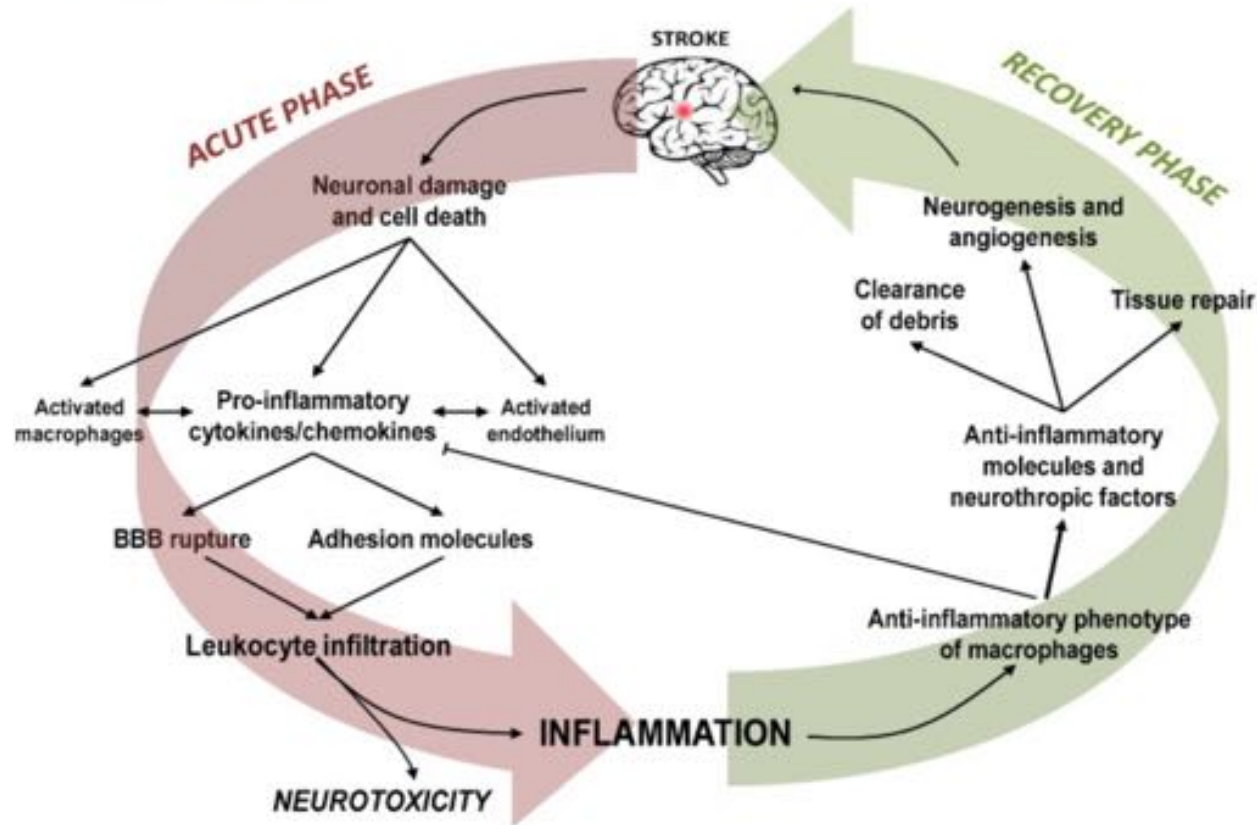 STROKE
ACUTE PHASE
RECOVERY PHASE
Neuronal damage
and cell death
Neurogenesis and
angiogenesis
Clearance
of debris
Tissue repair
Activated
macrophages
Pro-inflammatory
cytokines/chemokines
Activated
endothelium
Anti-inflammatory
molecules and
neurothropic factors
BBB rupture
Adhesion molecules
Leukocyte infiltration
Anti-inflammatory phenotype
of macrophages
INFLAMMATION
NEUROTOXICITY